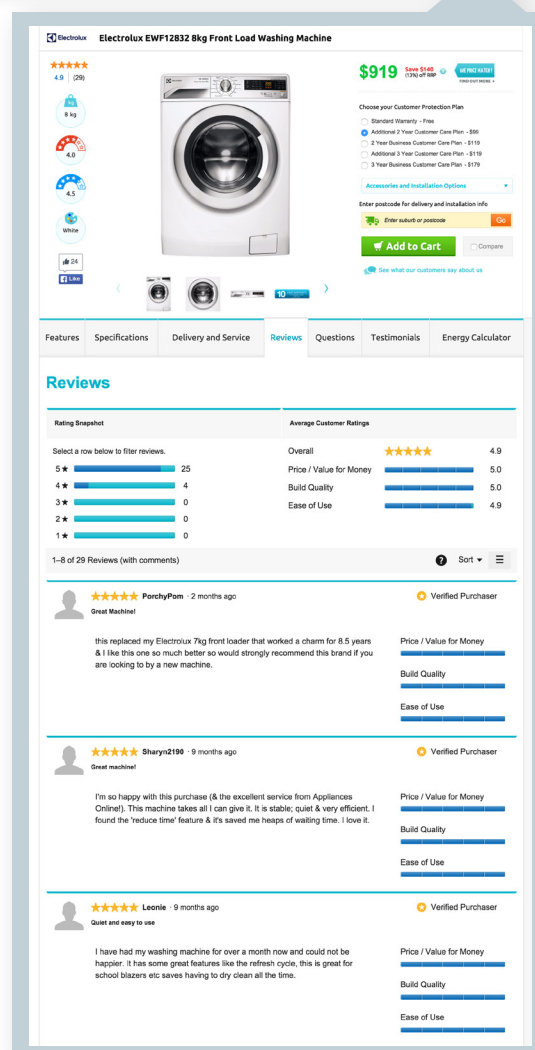 Electrolux Electrolux EWF12832 8kg Front Load Washing Machine
4.9 (29)
kg
8 kg
4.0
4.5
White
24
Like
$919 Save $140 (13%) off RRP
WE PRICE MATCH!
FIND OUT MORE
Choose your Customer Protection Plan
Standard Warranty - Free
Additional 2 Year Customer Care Plan - $99
2 Year Business Customer Care Plan - $119
Additional 3 Year Customer Care Plan - $119
3 Year Business Customer Care Plan - $179
Accessories and Installation Options
Enter postcode for delivery and installation info
Enter suburb or postcode Go
Add to Cart Compare
See what our customers say about us
10
Features Specifications Delivery and Service Reviews Questions Testimonials Energy Calculator
Reviews
Rating Snapshot
Select a row below to filter reviews.
5★ 25
4★ 4
3★ 0
2★ 0
1★ 0
Average Customer Ratings
Overall 4.9
Price / Value for Money 5.0
Build Quality 5.0
Ease of Use 4.9
1–8 of 29 Reviews (with comments) ? Sort
PorchyPom · 2 months ago Verified Purchaser
Great Machine!
this replaced my Electrolux 7kg front loader that worked a charm for 8.5 years
& I like this one so much better so would strongly recommend this brand if you
are looking to by a new machine.
Price / Value for Money
Build Quality
Ease of Use
Sharyn2190 · 9 months ago Verified Purchaser
Great machine!
I'm so happy with this purchase (& the excellent service from Appliances
Online!). This machine takes all I can give it. It is stable; quiet & very efficient. I
found the 'reduce time' feature & it's saved me heaps of waiting time. I love it.
Price / Value for Money
Build Quality
Ease of Use
Leonie · 9 months ago Verified Purchaser
Quiet and easy to use
I have had my washing machine for over a month now and could not be
happier. It has some great features like the refresh cycle, this is great for
school blazers etc saves having to dry clean all the time.
Price / Value for Money
Build Quality
Ease of Use